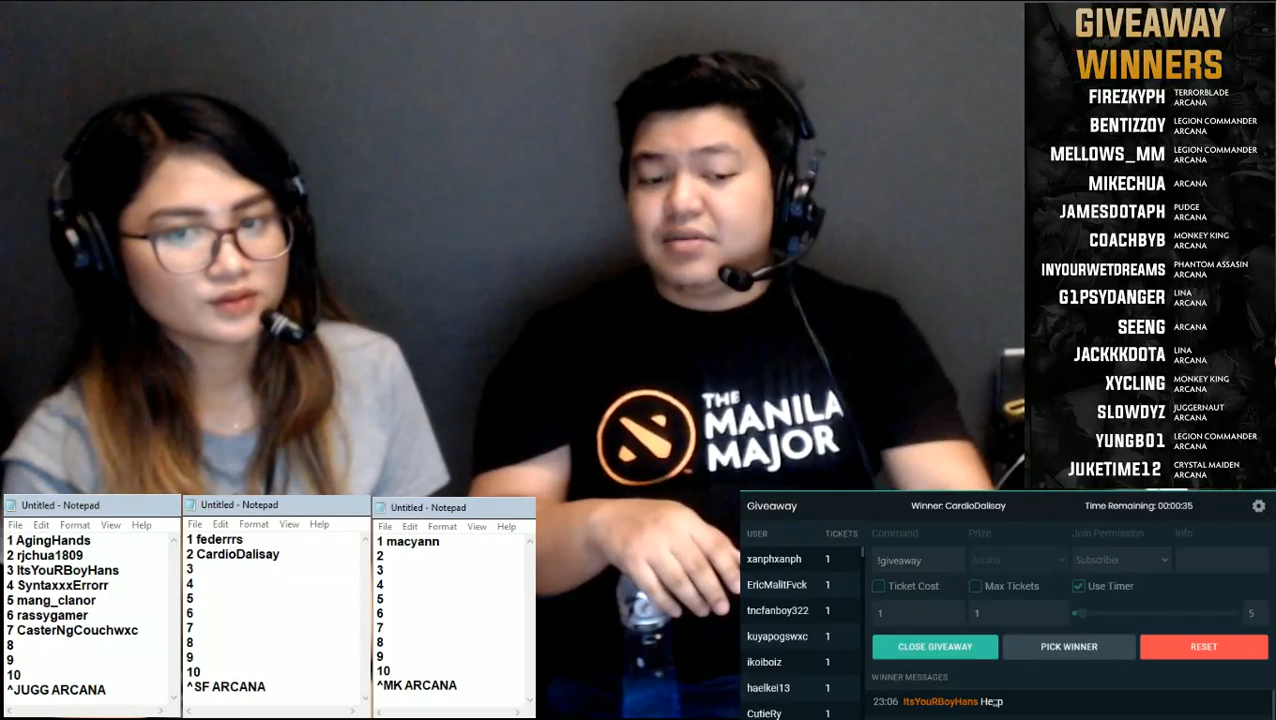 GIVEAWAY
WINNERS
FIREZKYPH TERRORBLADE ARCANA
BENTIZZOY LEGION COMMANDER ARCANA
MELLOWS_MM LEGION COMMANDER ARCANA
MIKECHUA ARCANA
JAMESDOTAPH PUDGE ARCANA
COACHBYB MONKEY KING ARCANA
INYOURWETDREAMS PHANTOM ASSASIN ARCANA
G1PSYDANGER LINA ARCANA
SEENG ARCANA
JACKKKDOTA LINA ARCANA
XYCLING MONKEY KING ARCANA
SLOWDYZ JUGGERNAUT ARCANA
YUNGBO1 LEGION COMMANDER ARCANA
JUKETIME12 CRYSTAL MAIDEN ARCANA
THE
MANILA
MAJOR
Untitled - Notepad
File Edit Format View Help
1 AgingHands
2 rjchua1809
3 ItsYouRBoyHans
4 SyntaxxxErrorr
5 mang_clanor
6 rassygamer
7 CasterNgCouchwxc
8
9
10
^JUGG ARCANA
Untitled - Notepad
File Edit Format View Help
1 federrrs
2 CardioDalisay
3
4
5
6
7
8
9
10
^SF ARCANA
Untitled - Notepad
File Edit Format View Help
1 macyann
2
3
4
5
6
7
8
9
10
^MK ARCANA
Giveaway Winner: CardioDalisay Time Remaining: 00:00:35
USER TICKETS
xanphxanph 1
EricMalitFvck 1
tncfanboy322 1
kuyapogswxc 1
ikoiboiz 1
haelkei13 1
CutieRy 1
Command Prize Join Permission Info
!giveaway Arcana Subscriber
Ticket Cost Max Tickets Use Timer
1 1 5
CLOSE GIVEAWAY PICK WINNER RESET
WINNER MESSAGES
23:06 ItsYouRBoyHans